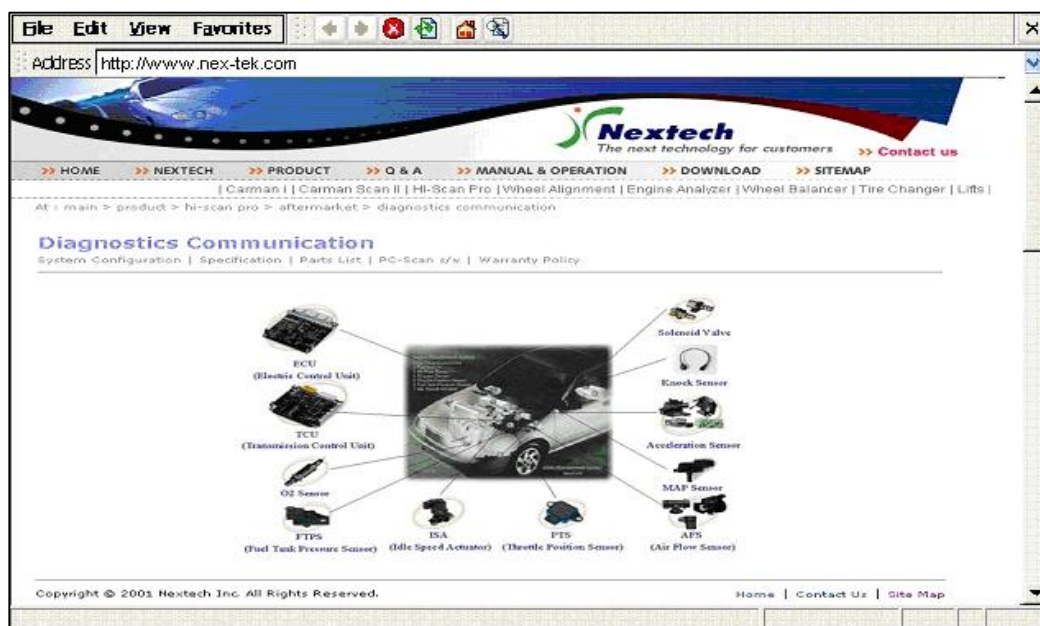 File Edit View Favorites
Address http://www.nex-tek.com
Nextech
The next technology for customers
>> Contact us
>> HOME >> NEXTECH >> PRODUCT >> Q & A >> MANUAL & OPERATION >> DOWNLOAD >> SITEMAP
| Carman i | Carman Scan II | HI-Scan Pro | Wheel Alignment | Engine Analyzer | Wheel Balancer | Tire Changer | Lifts |
At : main > product > hi-scan pro > aftermarket > diagnostics communication
Diagnostics Communication
System Configuration | Specification | Parts List | PC-Scan s/w | Warranty Policy
Solenoid Valve
ECU
(Electric Control Unit)
Knock Sensor
TCU
(Transmission Control Unit)
Acceleration Sensor
O2 Sensor
MAP Sensor
FTPS
(Fuel Tank Pressure Sensor)
ISA
(Idle Speed Actuator)
PTS
(Throttle Position Sensor)
AFS
(Air Flow Sensor)
Copyright © 2001 Nextech Inc. All Rights Reserved.
Home | Contact Us | Site Map